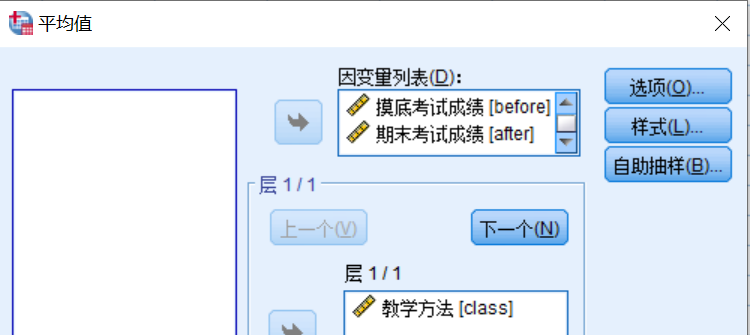 平均值
因变量列表(D):
选项(O)...
摸底考试成绩 [before]
期末考试成绩 [after]
样式(L)...
自助抽样(B)...
层 1 / 1
上一个(V)
下一个(N)
层 1 / 1
教学方法 [class]